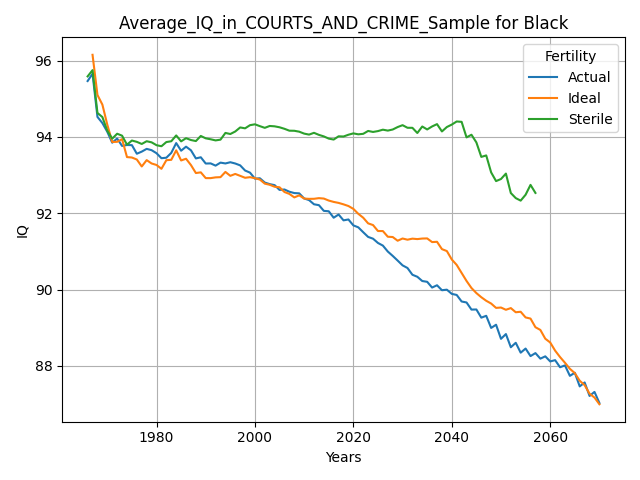 Average_IQ_in_COURTS_AND_CRIME_Sample for Black
Fertility
Actual
Ideal
Sterile
IQ
96
94
92
90
88
1980 2000 2020 2040 2060
Years